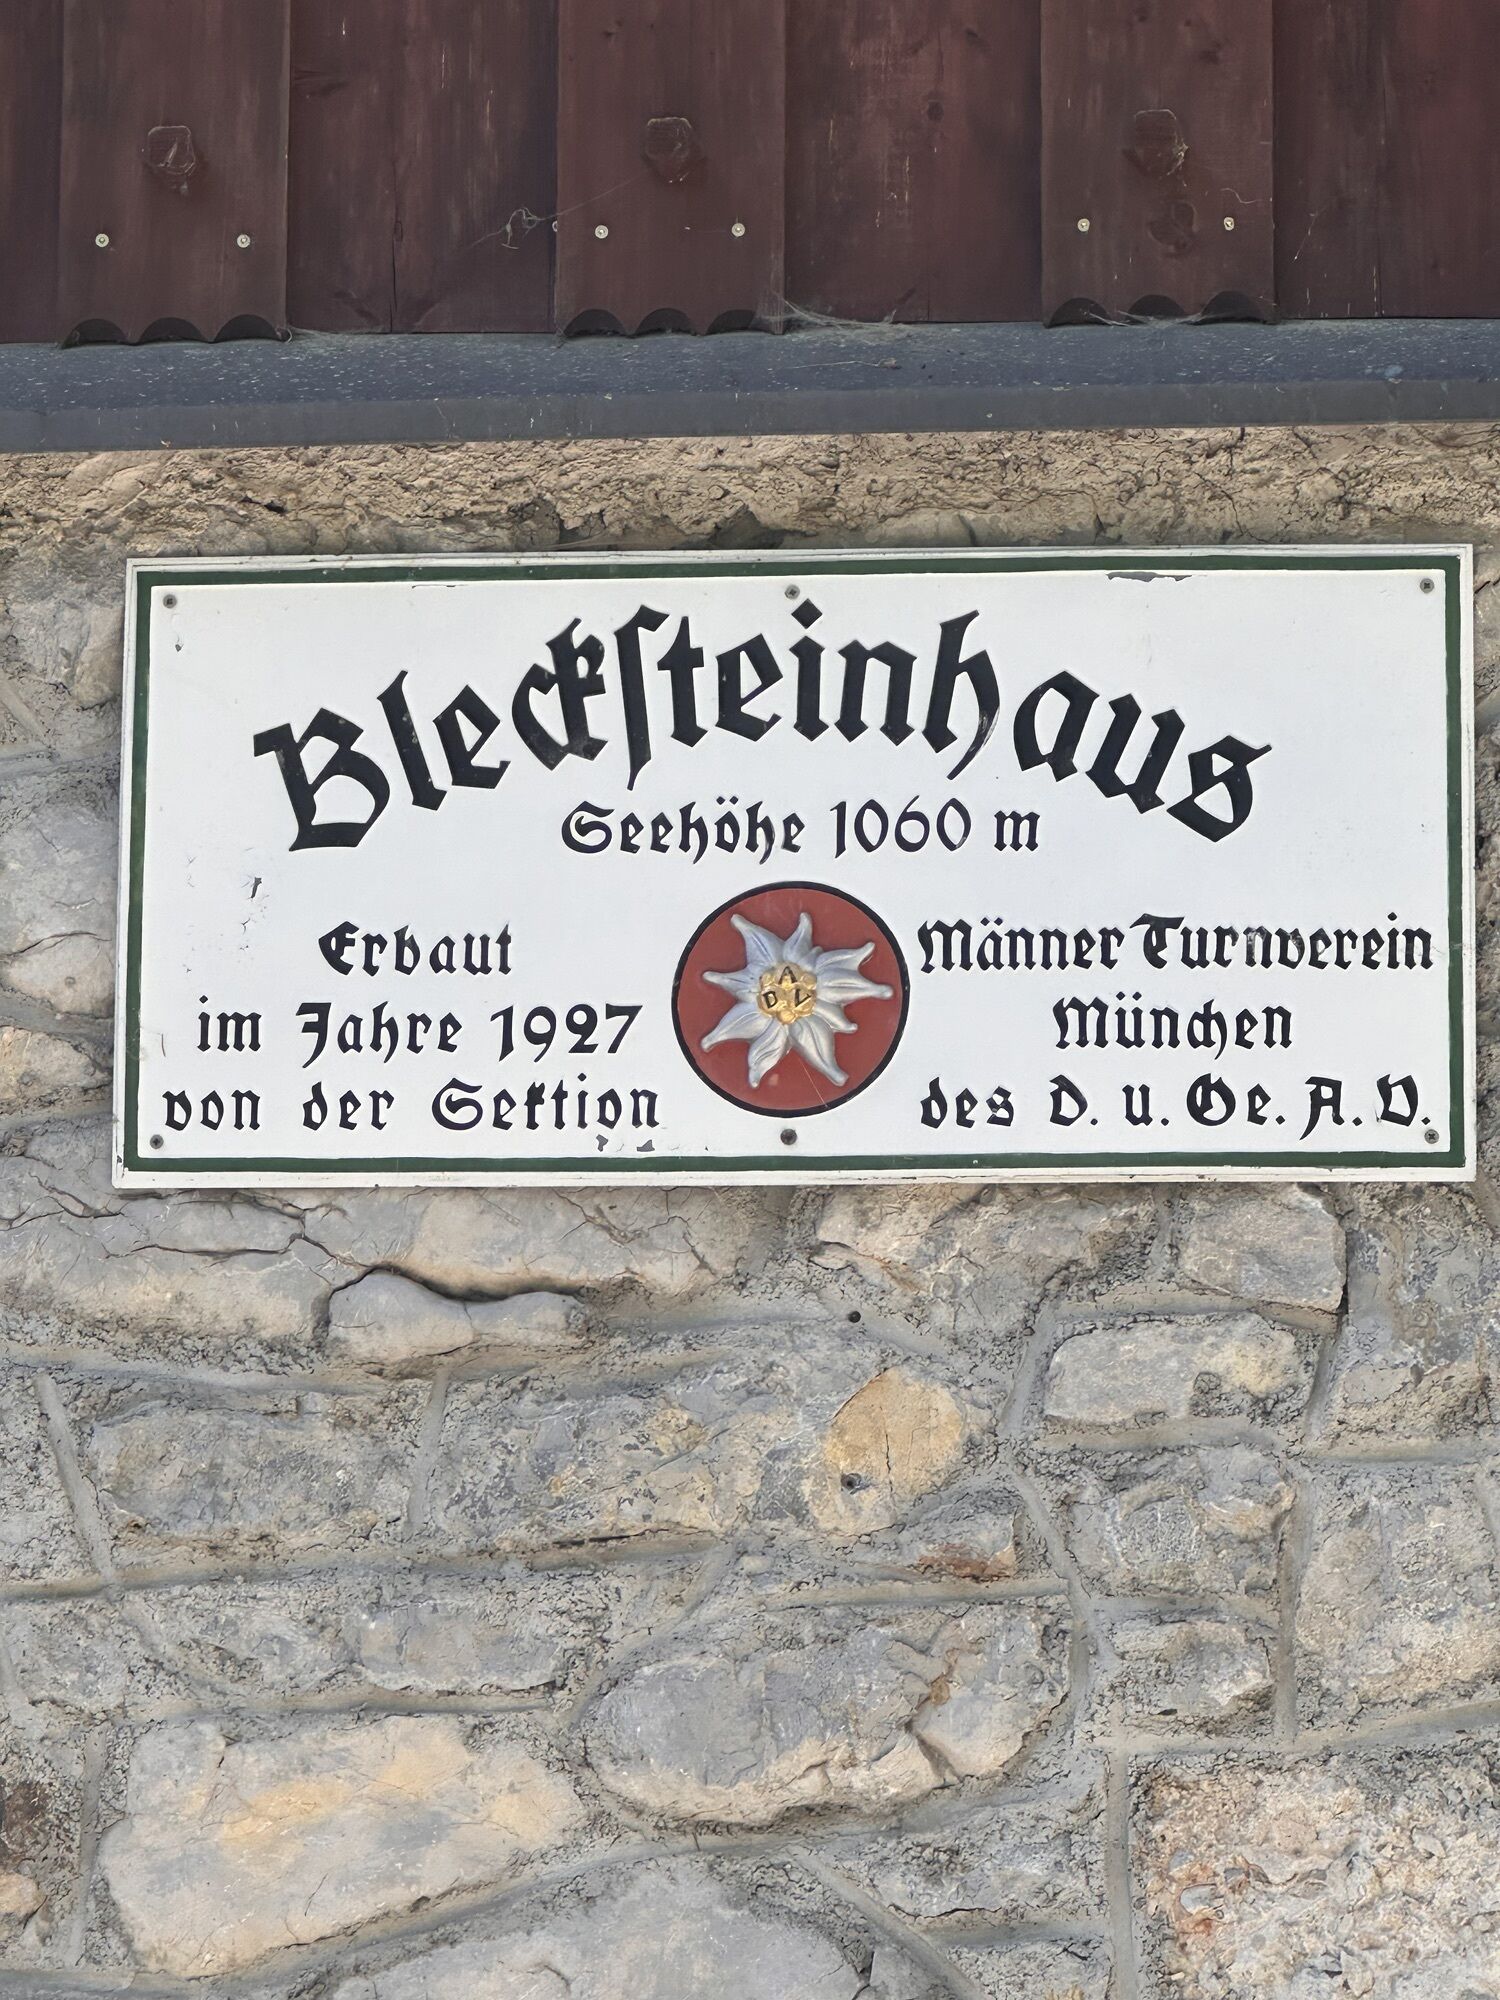 Bleckſteinhaus
Seehöhe 1060 m
Erbaut
im Jahre 1927
von der Sektion
A
D V
Männer Turnverein
München
des D. u. Oe. A. V.